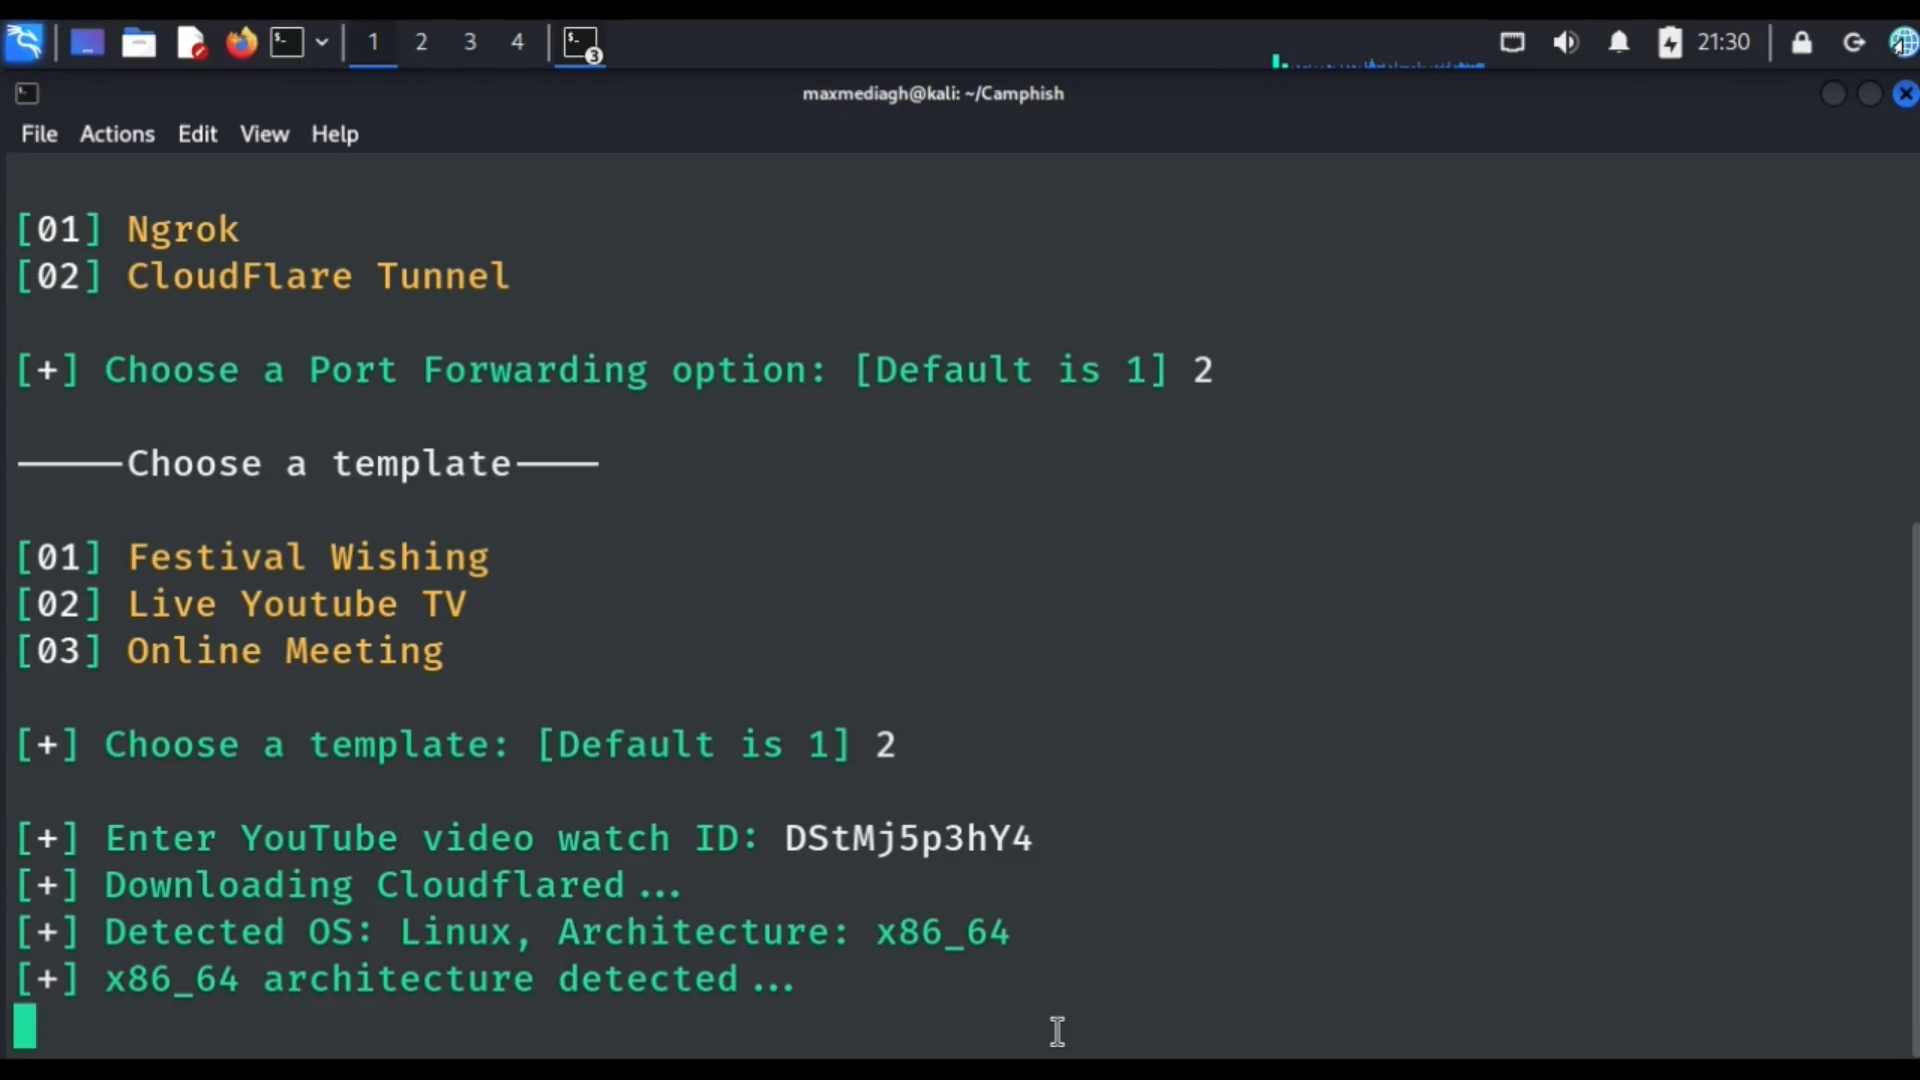 1 2 3 4 3 21:30
maxmediagh@kali: ~/Camphish
File Actions Edit View Help
[01] Ngrok
[02] CloudFlare Tunnel
[+] Choose a Port Forwarding option: [Default is 1] 2
-----Choose a template----
[01] Festival Wishing
[02] Live Youtube TV
[03] Online Meeting
[+] Choose a template: [Default is 1] 2
[+] Enter YouTube video watch ID: DStMj5p3hY4
[+] Downloading Cloudflared...
[+] Detected OS: Linux, Architecture: x86_64
[+] x86_64 architecture detected...